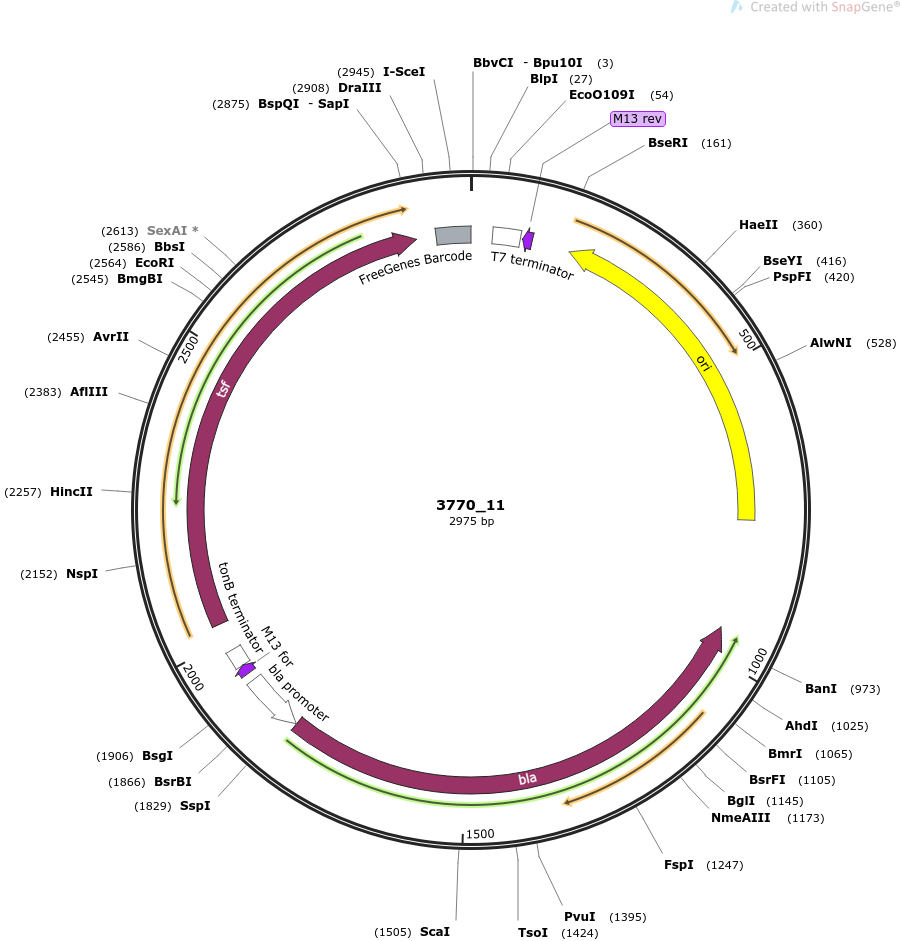 Created with SnapGene®
(2945) I-SceI
(2908) DraIII
(2875) BspQI - SapI
BbvCI - Bpu10I (3)
BlpI (27)
EcoO109I (54)
M13 rev
BseRI (161)
HaeII (360)
BseYI (416)
PspFI (420)
AlwNI (528)
BanI (973)
AhdI (1025)
BmrI (1065)
BsrFI (1105)
BglI (1145)
NmeAIII (1173)
FspI (1247)
PvuI (1395)
TsoI (1424)
(1505) ScaI
(1829) SspI
(1866) BsrBI
(1906) BsgI
(2152) NspI
(2257) HincII
(2383) AflIII
(2455) AvrII
(2545) BmgBI
(2564) EcoRI
(2586) BbsI
(2613) SexAI *
500
1000
1500
2000
2500
FreeGenes Barcode
T7 terminator
ori
bla
bla promoter
M13 for
tonB terminator
tsf
3770_11
2975 bp